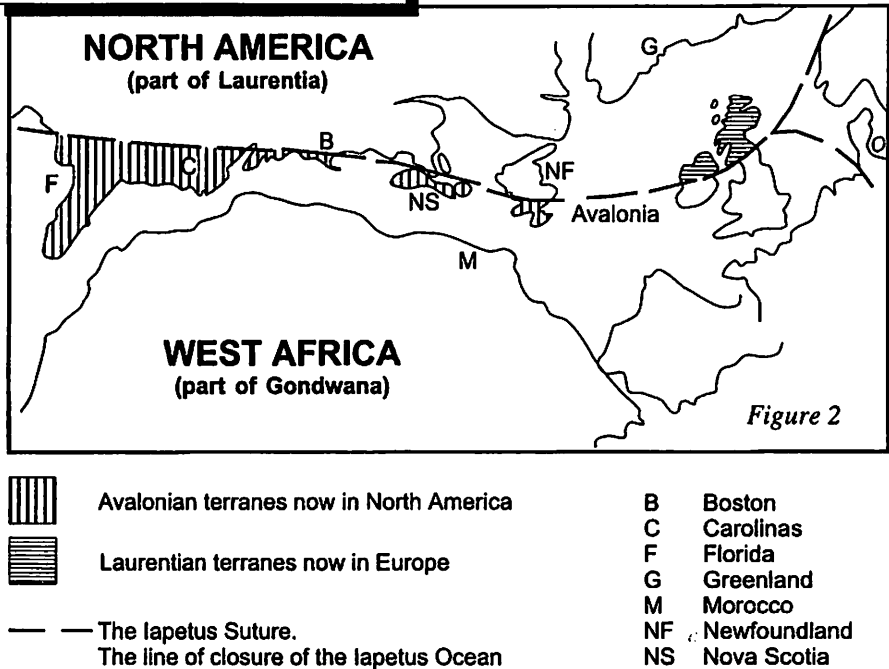 NORTH AMERICA
(part of Laurentia)
G
B
F
C
NF
NS
Avalonia
M
WEST AFRICA
(part of Gondwana)
Figure 2
Avalonian terranes now in North America
Laurentian terranes now in Europe
The Iapetus Suture.
The line of closure of the Iapetus Ocean
B Boston
C Carolinas
F Florida
G Greenland
M Morocco
NF Newfoundland
NS Nova Scotia